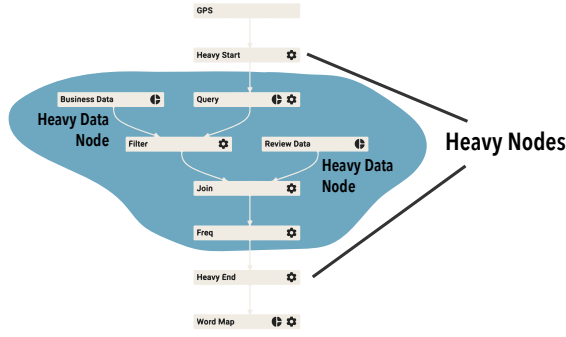 GPS
Heavy Start
Business Data
Query
Heavy Data
Node
Filter
Review Data
Heavy Nodes
Heavy Data
Node
Join
Freq
Heavy End
Word Map